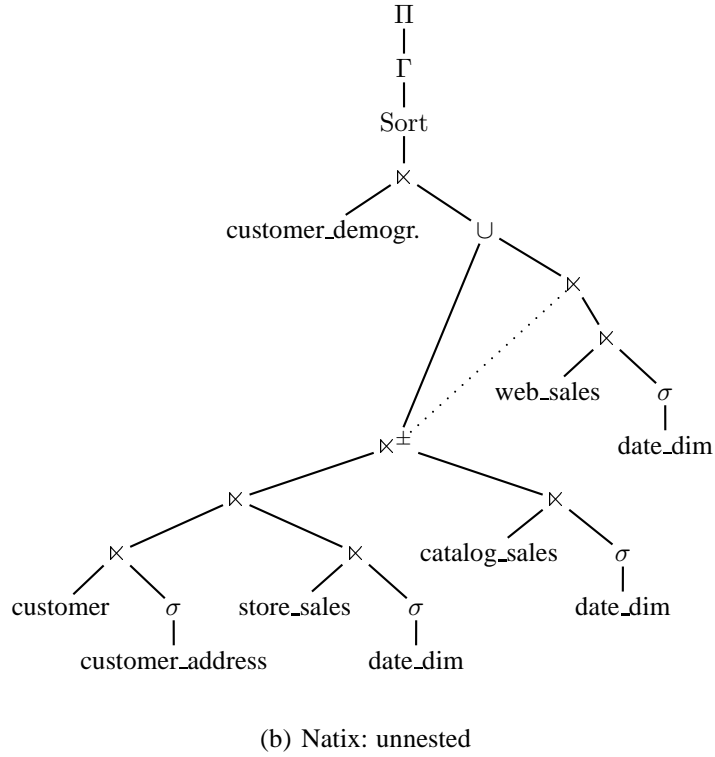 Π
Γ
Sort
⋉
customer_demogr. ∪
⋉
⋉
web_sales σ
date_dim
⋉±
⋉ ⋉
⋉ ⋉ catalog_sales σ
customer σ store_sales σ date_dim
customer_address date_dim
(b) Natix: unnested